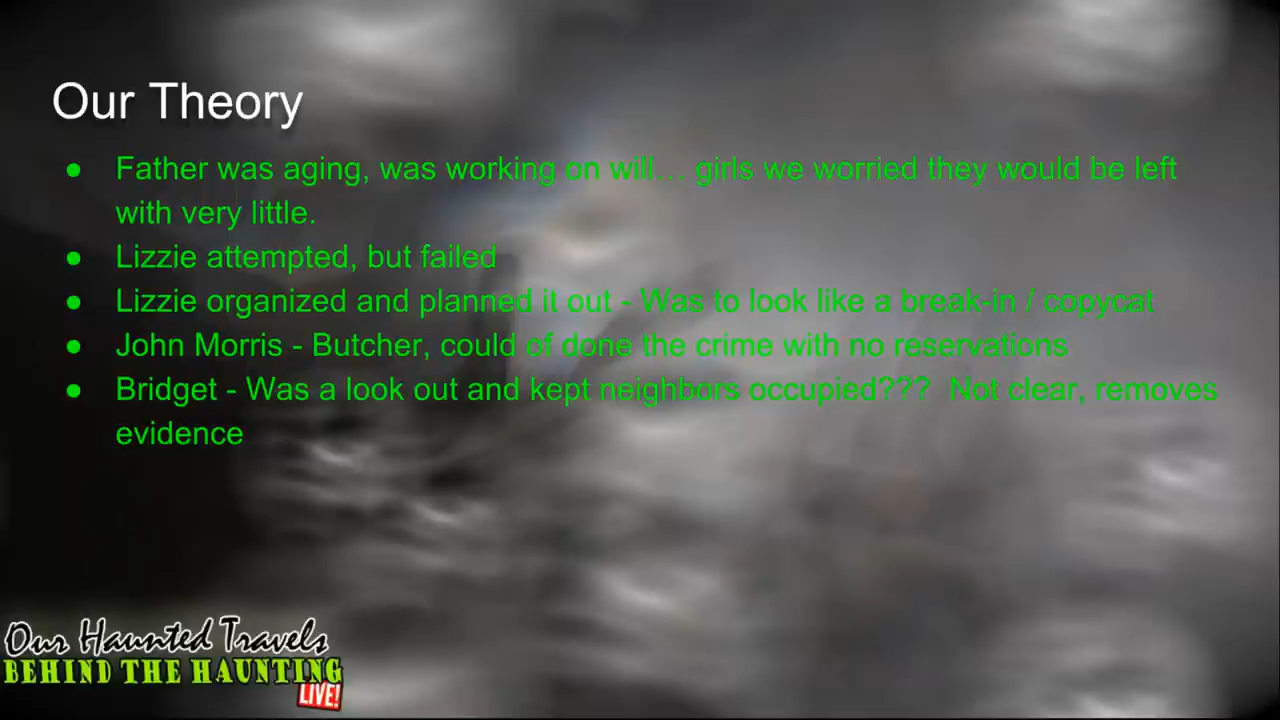 Our Theory
● Father was aging, was working on will... girls we worried they would be left
with very little.
● Lizzie attempted, but failed
● Lizzie organized and planned it out - Was to look like a break-in / copycat
● John Morris - Butcher, could of done the crime with no reservations
● Bridget - Was a look out and kept neighbors occupied??? Not clear, removes
evidence
Our Haunted Travels
BEHIND THE HAUNTING
LIVE!